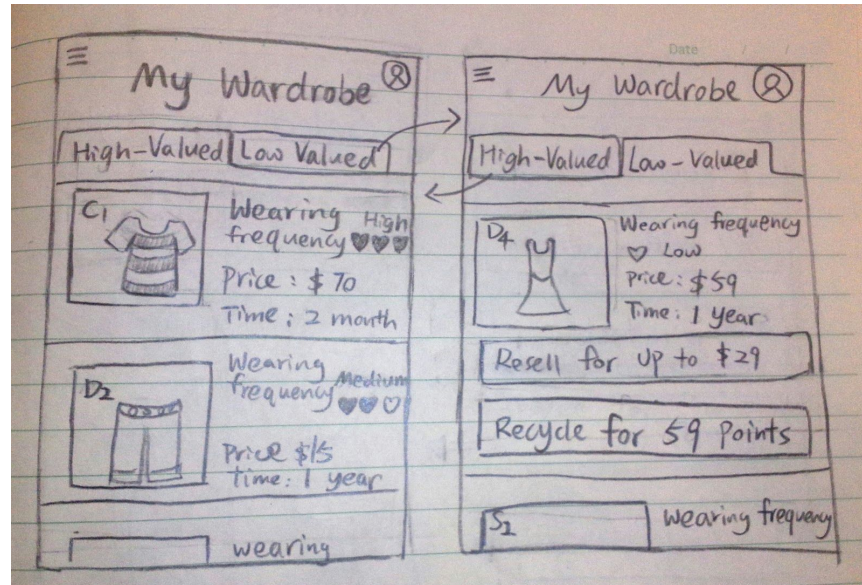 Date / /
My Wardrobe
High-Valued Low Valued
C1
Wearing High
frequency
Price : $ 70
Time : 2 month
D2
Wearing
frequency Medium
Price $15
time : 1 year
wearing
My Wardrobe
High-Valued Low-Valued
D4
Wearing frequency
Low
Price : $59
Time : 1 year
Resell for up to $29
Recycle for 59 Points
S2
wearing frequency